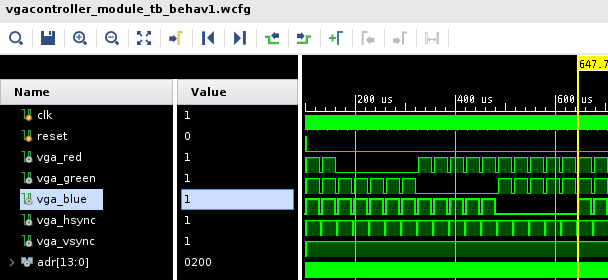 vgacontroller_module_tb_behav1.wcfg
647.7
Name Value
200 us 400 us 600 us
clk 1
reset 0
vga_red 1
vga_green 1
vga_blue 1
vga_hsync 1
vga_vsync 1
adr[13:0] 0200